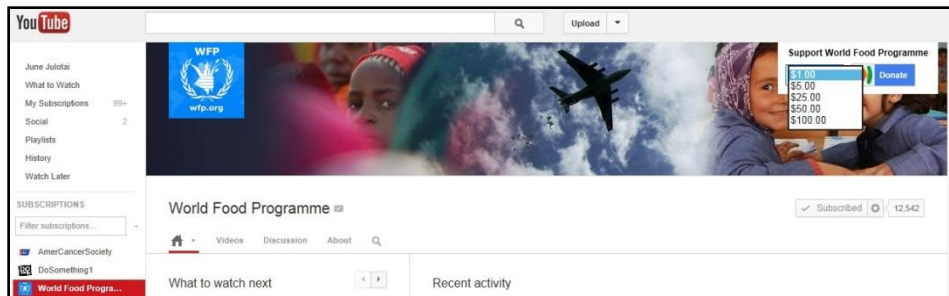 You Tube
Upload
June Julotai
What to Watch
My Subscriptions 99+
Social 2
Playlists
History
Watch Later
SUBSCRIPTIONS
Filter subscriptions...
AmerCancerSociety
DoSomething1
World Food Progra...
WFP
wfp.org
Support World Food Programme
$1.00
$5.00
$25.00
$50.00
$100.00
Donate
World Food Programme
Subscribed 12,542
Videos Discussion About
What to watch next
Recent activity